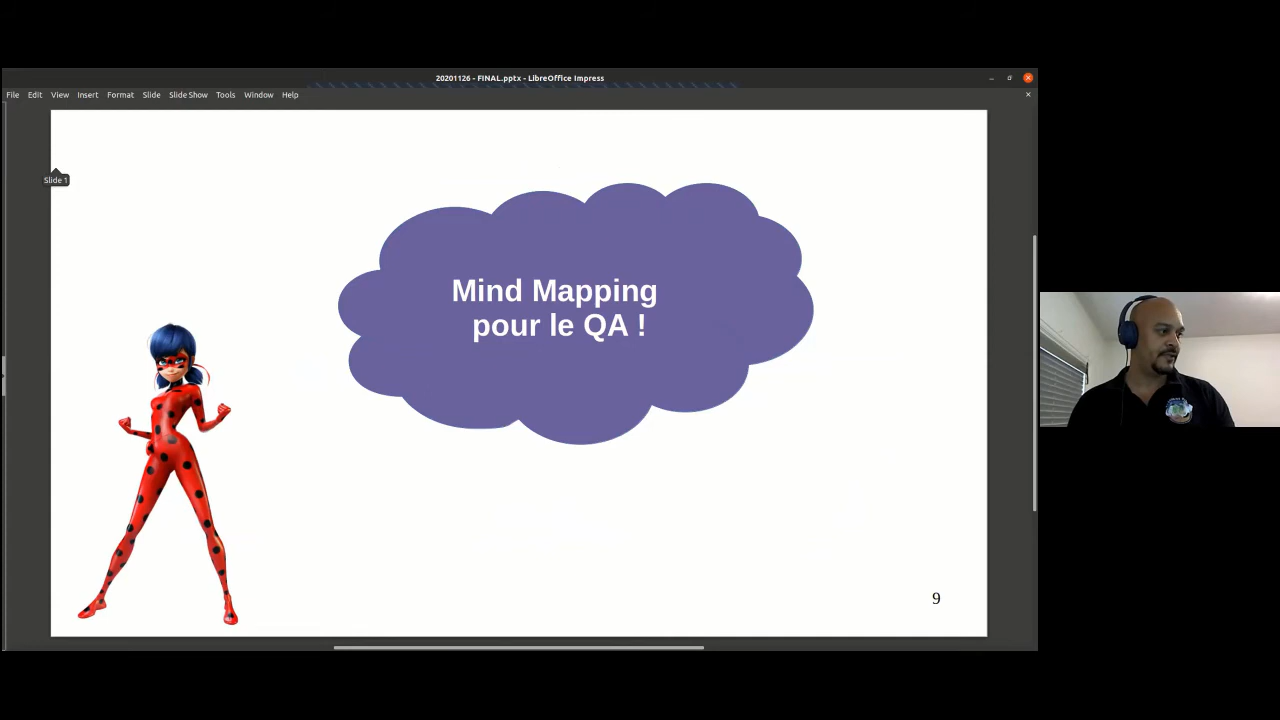 20201126 - FINAL.pptx - LibreOffice Impress
File Edit View Insert Format Slide Slide Show Tools Window Help
Slide 1
Mind Mapping
pour le QA !
9